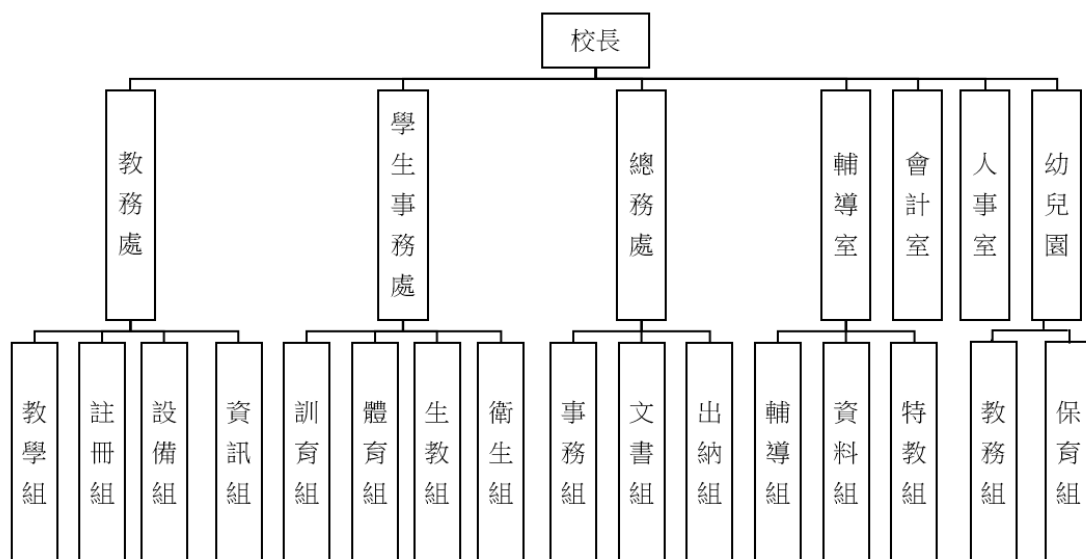 校長
教務處
學生事務處
總務處
輔導室
會計室
人事室
幼兒園
教學組
註冊組
設備組
資訊組
訓育組
體育組
生教組
衛生組
事務組
文書組
出納組
輔導組
資料組
特教組
教務組
保育組